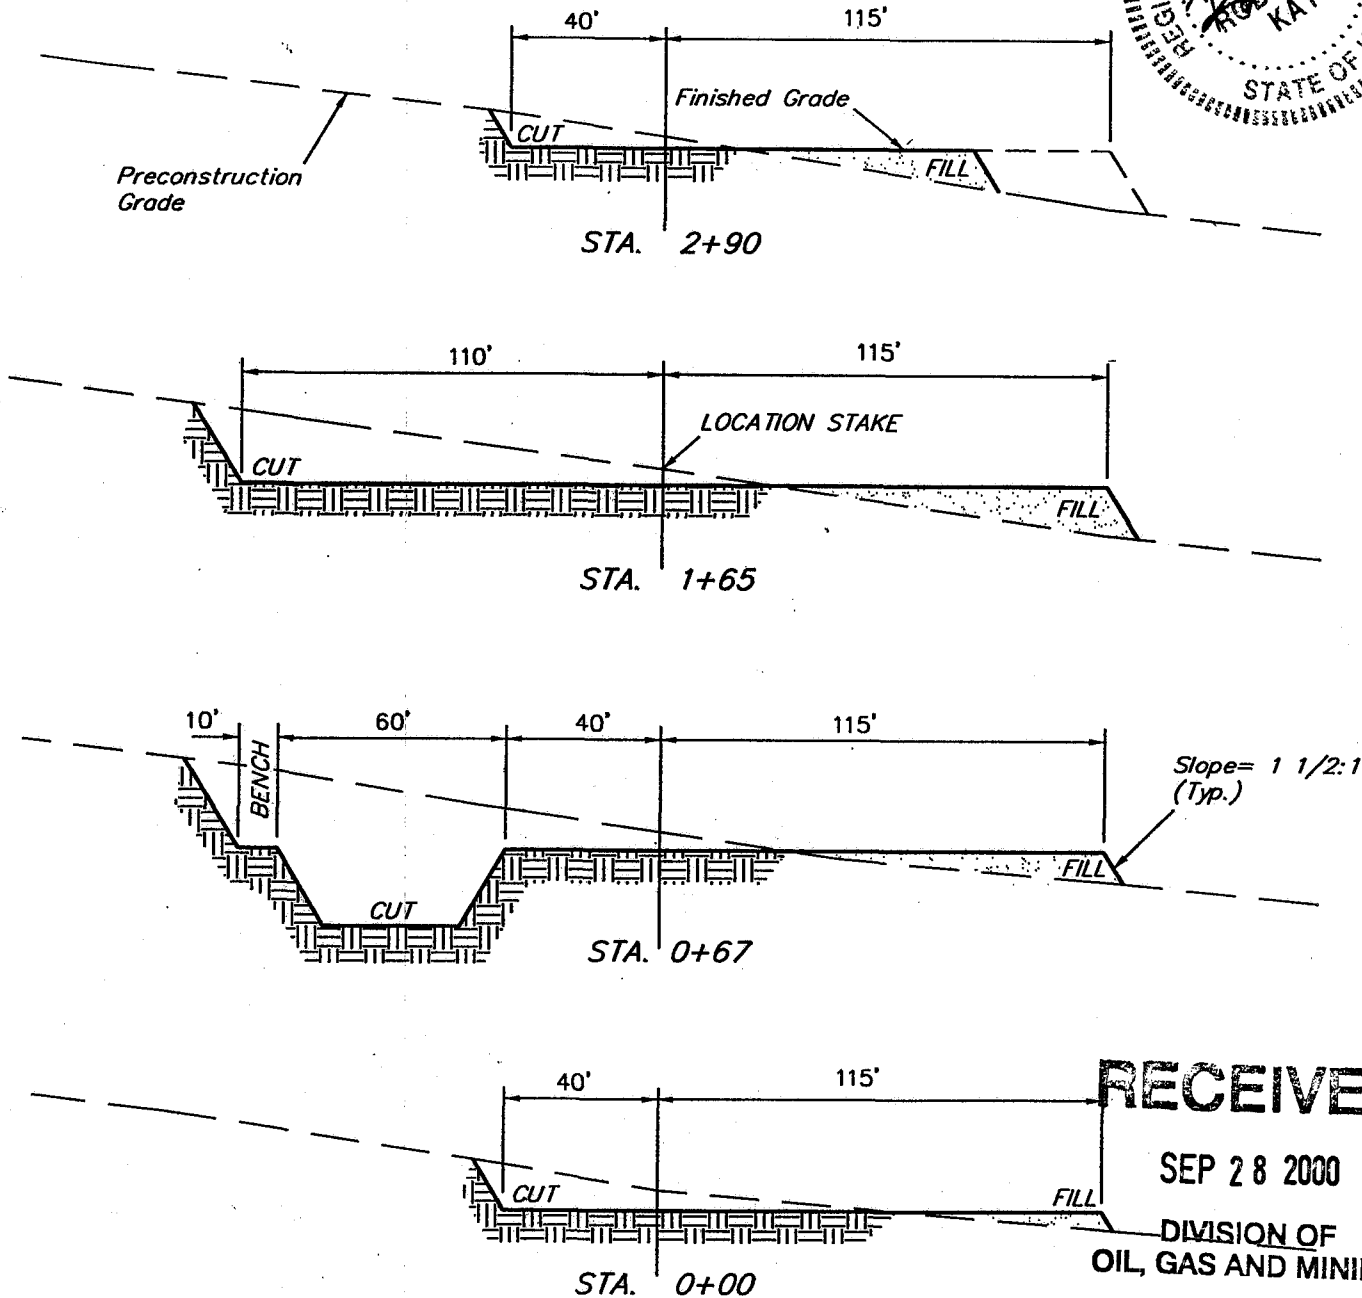 40'
115'
STATE OF
Finished Grade
CUT
Preconstruction
Grade
FILL
STA. 2+90
110'
115'
LOCATION STAKE
CUT
FILL
STA. 1+65
10'
60'
40'
115'
BENCH
Slope= 1 1/2:1
(Typ.)
FILL
CUT
STA. 0+67
40'
115'
RECEIVE
SEP 28 2000
CUT
FILL
DIVISION OF
OIL, GAS AND MINI
STA. 0+00